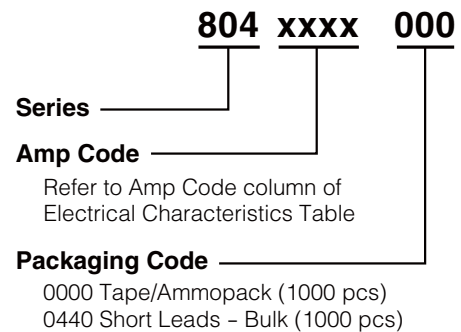 804 xxxx 000
Series
Amp Code
Refer to Amp Code column of
Electrical Characteristics Table
Packaging Code
0000 Tape/Ammopack (1000 pcs)
0440 Short Leads – Bulk (1000 pcs)